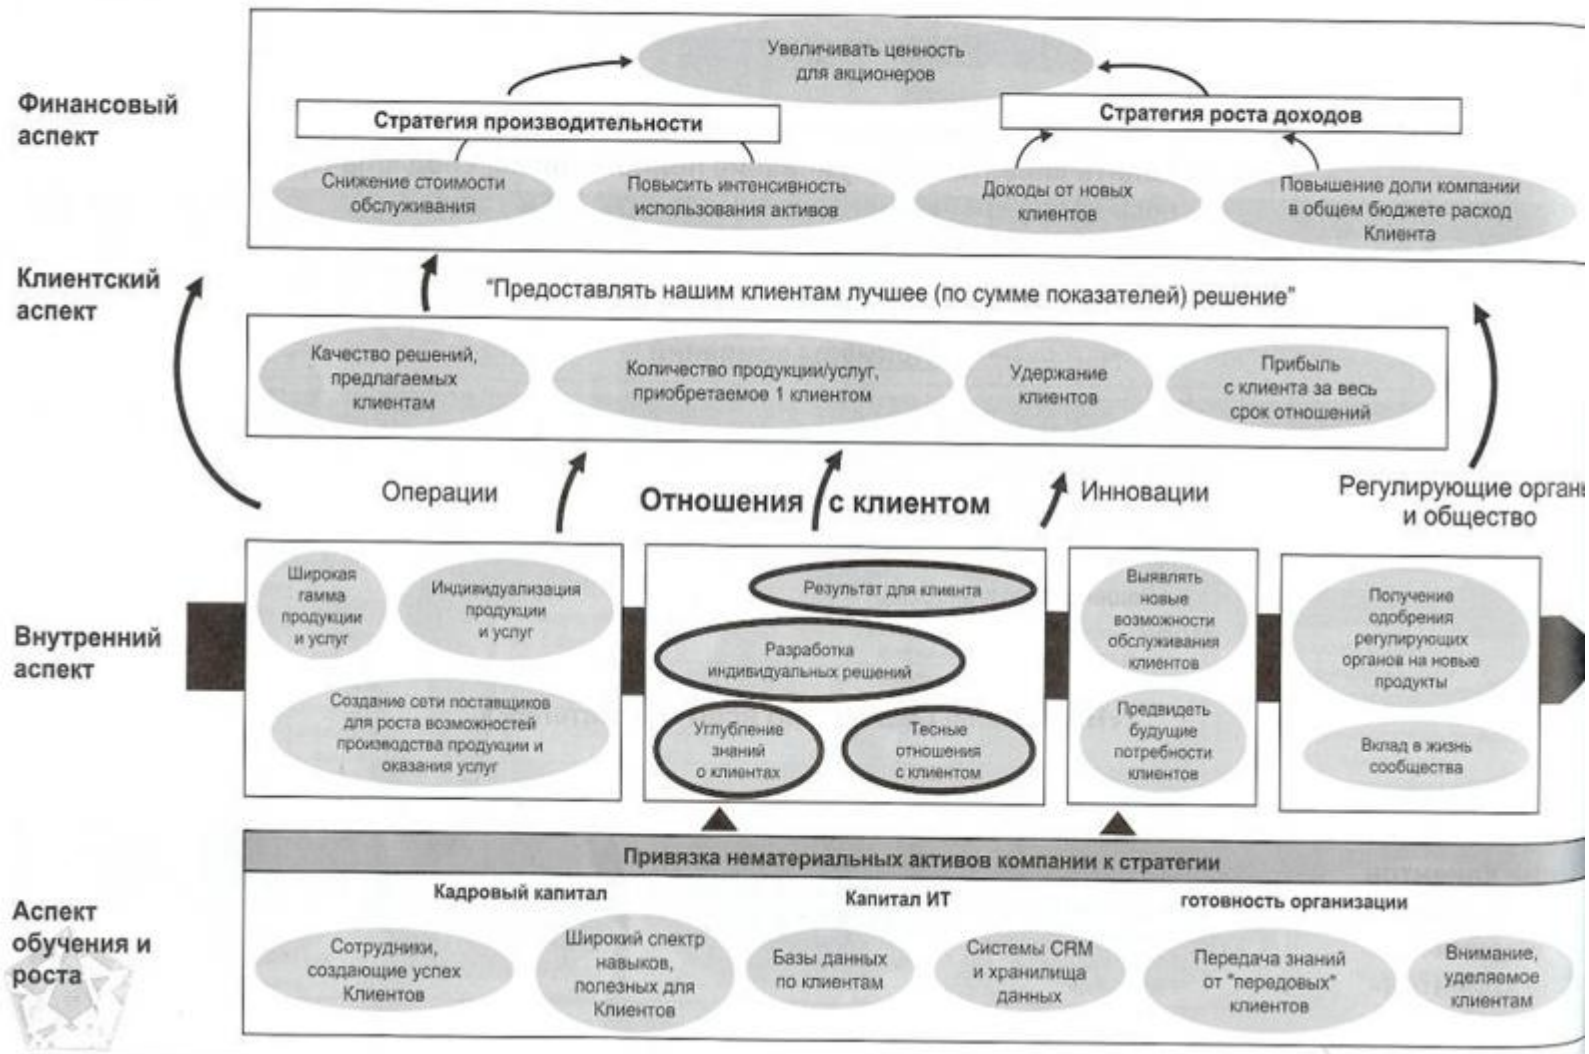 Увеличивать ценность
для акционеров
Финансовый
аспект
Стратегия производительности
Стратегия роста доходов
Снижение стоимости
обслуживания
Повысить интенсивность
использования активов
Доходы от новых
клиентов
Повышение доли компании
в общем бюджете расход
Клиента
Клиентский
аспект
"Предоставлять нашим клиентам лучшее (по сумме показателей) решение"
Качество решений,
предлагаемых
клиентам
Количество продукции/услуг,
приобретаемое 1 клиентом
Удержание
клиентов
Прибыль
с клиента за весь
срок отношений
Операции
Отношения с клиентом
Инновации
Регулирующие орган
и общество
Внутренний
аспект
Широкая
гамма
продукции
и услуг
Индивидуализация
продукции
и услуг
Создание сети поставщиков
для роста возможностей
производства продукции и
оказания услуг
Результат для клиента
Разработка
индивидуальных решений
Углубление
знаний
о клиентах
Тесные
отношения
с клиентом
Выявлять
новые
возможности
обслуживания
клиентов
Предвидеть
будущие
потребности
клиентов
Получение
одобрения
регулирующих
органов на новые
продукты
Вклад в жизнь
сообщества
Привязка нематериальных активов компании к стратегии
Аспект
обучения и
роста
Кадровый капитал
Капитал ИТ
готовность организации
Сотрудники,
создающие успех
Клиентов
Широкий спектр
навыков,
полезных для
Клиентов
Базы данных
по клиентам
Системы CRM
и хранилища
данных
Передача знаний
от "передовых"
клиентов
Внимание,
уделяемое
клиентам